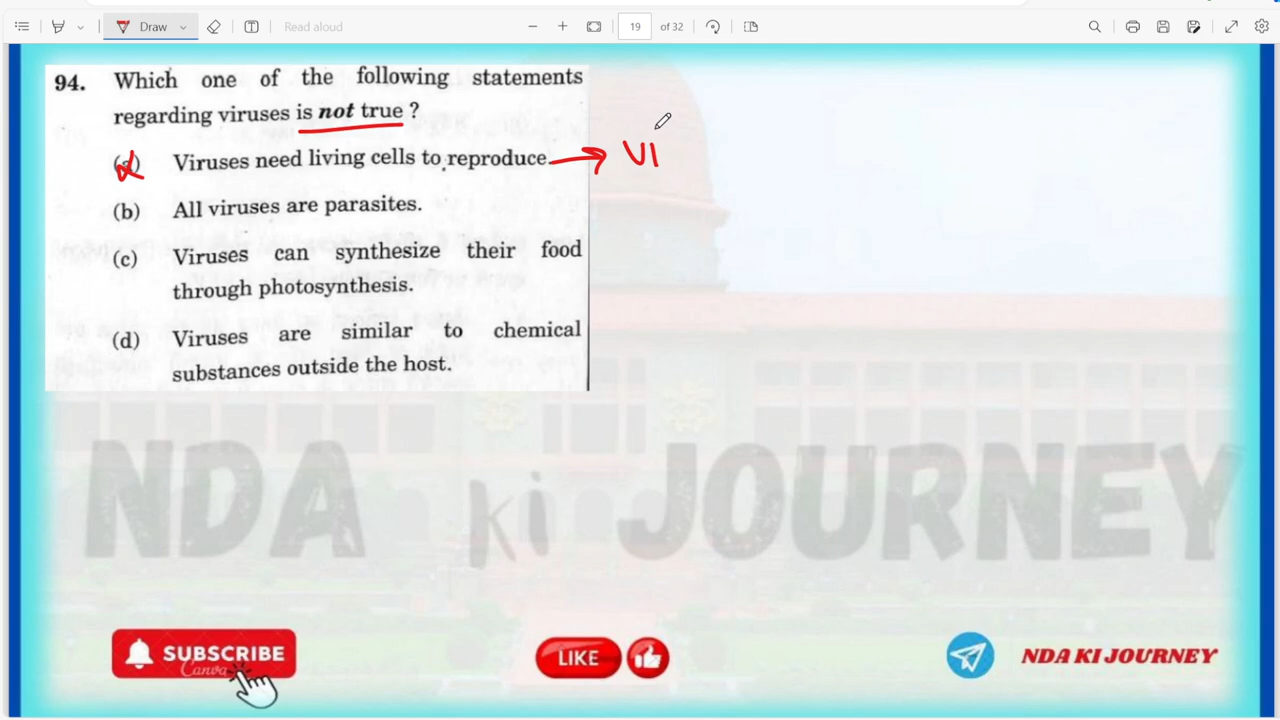 Draw
Read aloud
19
of 32
94. Which one of the following statements
regarding viruses is not true ?
(a) Viruses need living cells to reproduce. → VI
(b) All viruses are parasites.
(c) Viruses can synthesize their food
through photosynthesis.
(d) Viruses are similar to chemical
substances outside the host.
NDA ki JOURNEY
SUBSCRIBE
Canva
LIKE
NDA KI JOURNEY